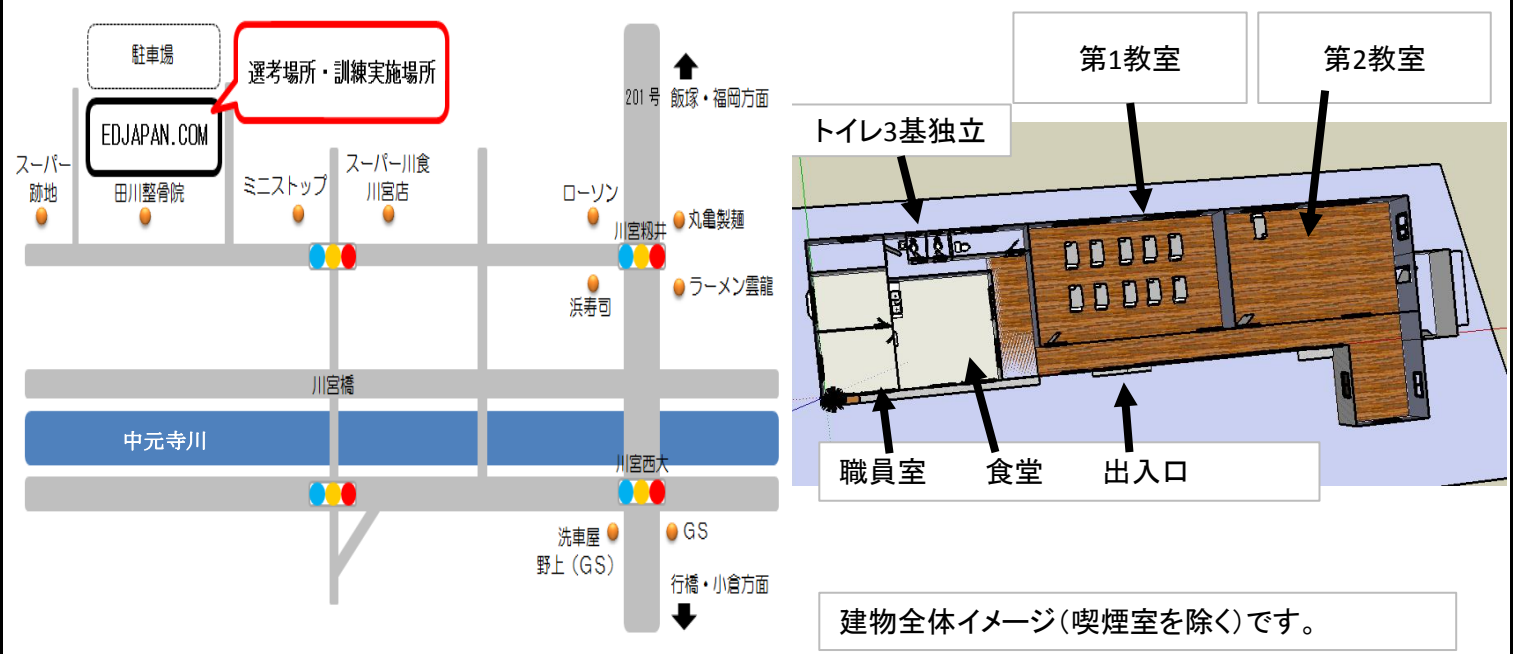 駐車場
選考場所・訓練実施場所
EDJAPAN.COM
201 号
飯塚・福岡方面
スーパー
跡地
田川整骨院
ミニストップ
スーパー川食
川宮店
ローソン
丸亀製麺
川宮籾井
浜寿司
ラーメン雲龍
川宮橋
中元寺川
川宮西大
洗車屋
野上（GS）
GS
行橋・小倉方面
第1教室
第2教室
トイレ3基独立
職員室
食堂
出入口
建物全体イメージ（喫煙室を除く）です。